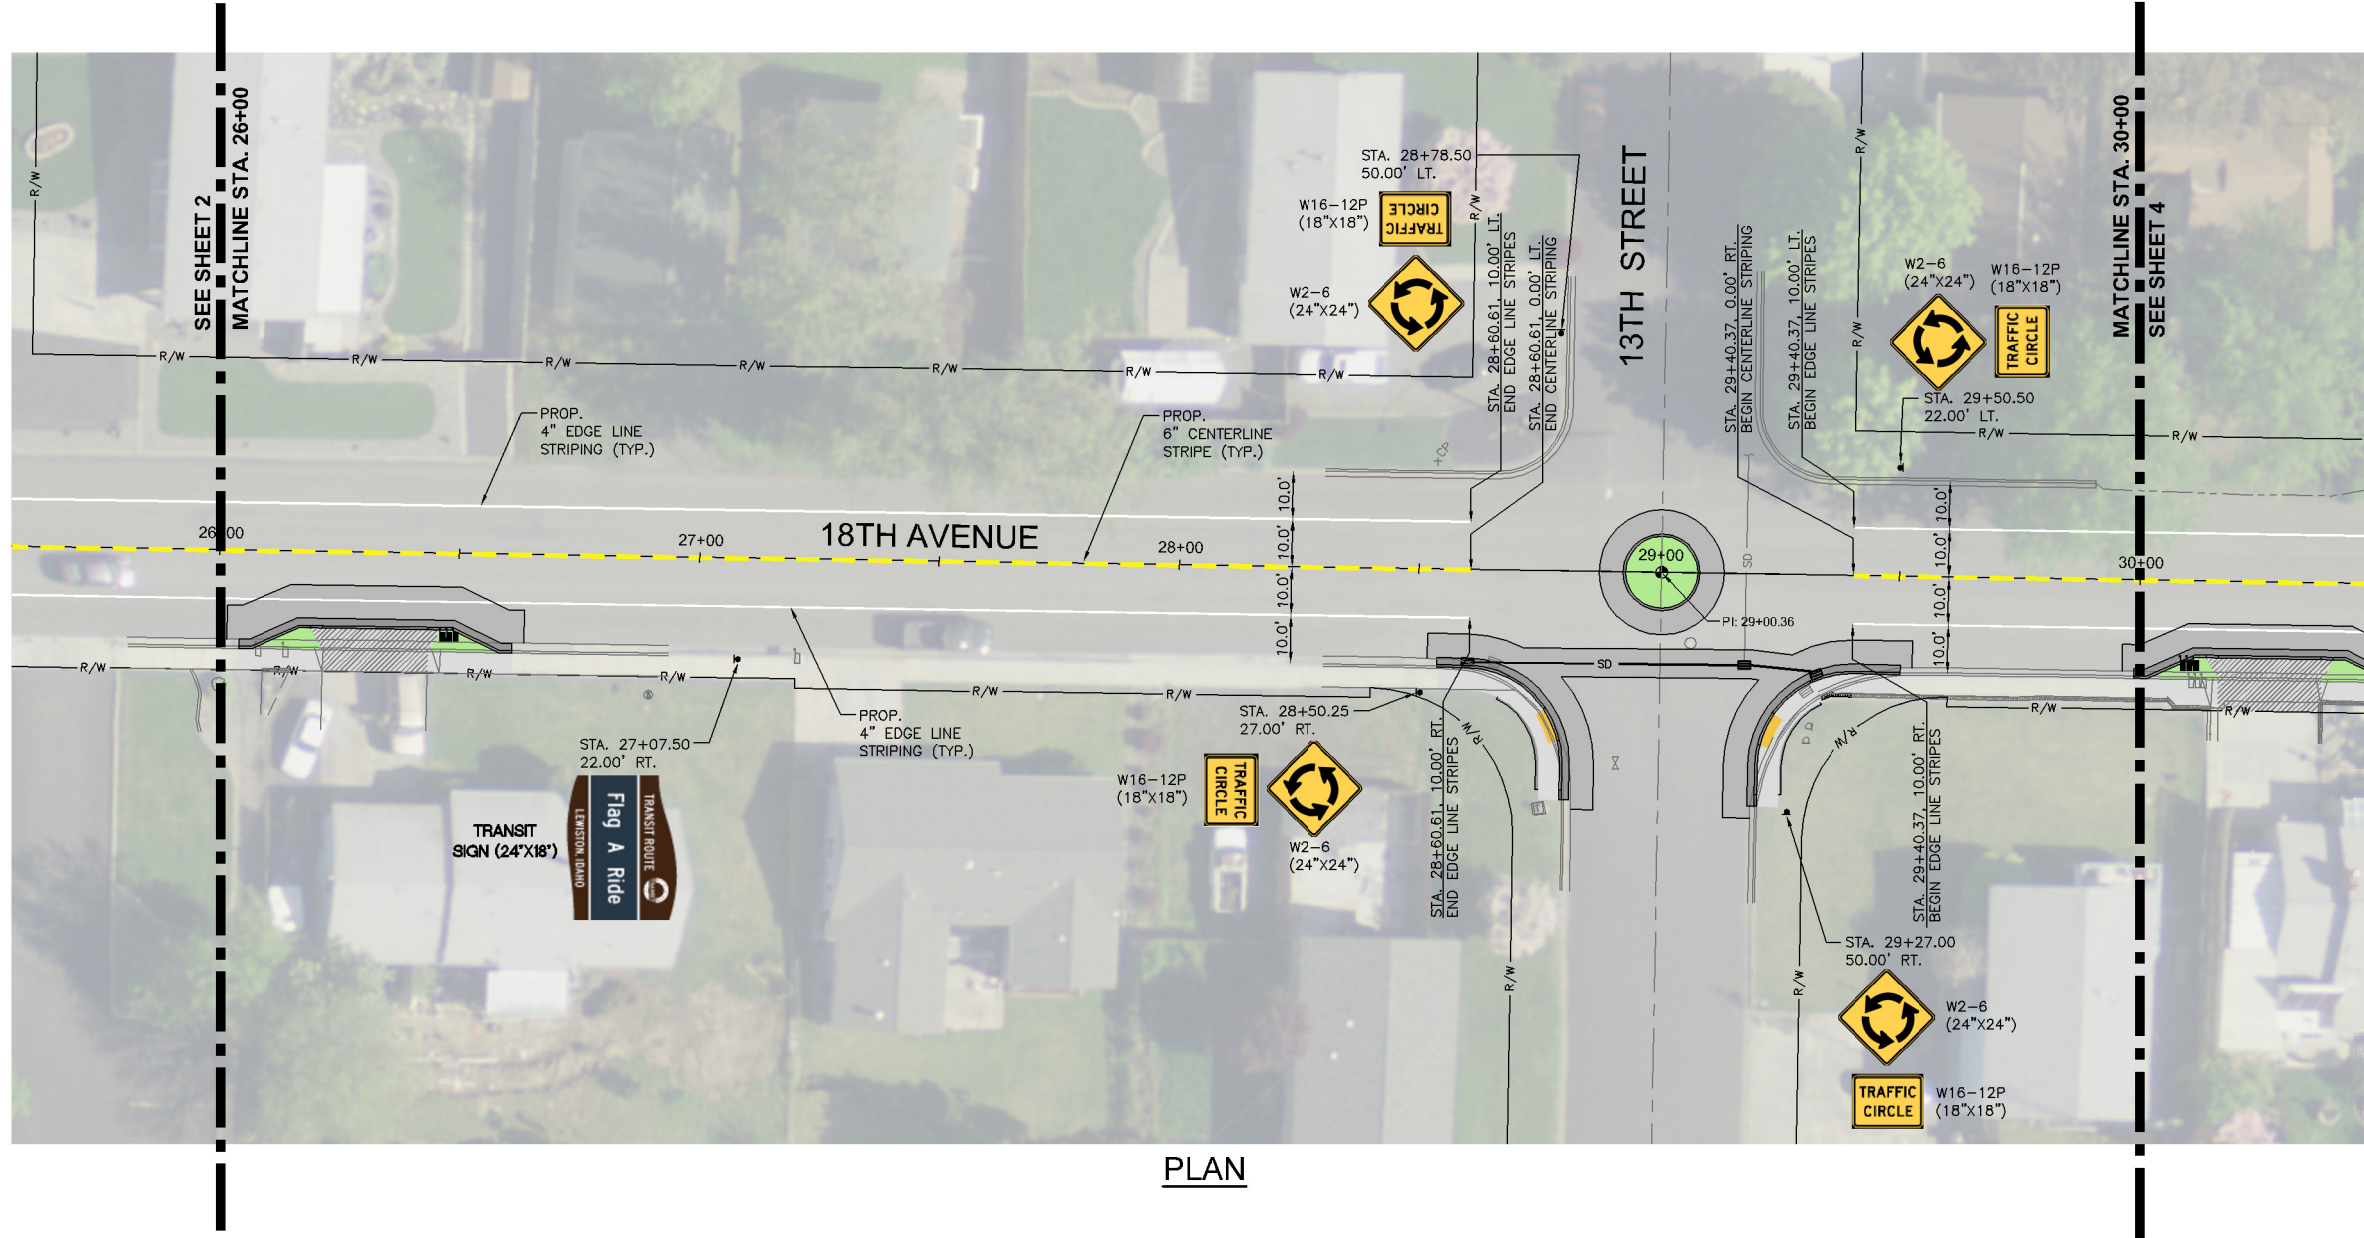 SEE SHEET 2
MATCHLINE STA. 26+00
MATCHLINE STA. 30+00
SEE SHEET 4
R/W
R/W
R/W
R/W
R/W
R/W
R/W
R/W
R/W
STA. 28+78.50
50.00' LT.
W16-12P
(18"X18")
TRAFFIC
CIRCLE
W2-6
(24"X24")
STA. 28+60.61, 10.00' LT.
END EDGE LINE STRIPES
STA. 28+60.61, 0.00' LT.
END CENTERLINE STRIPING
13TH STREET
STA. 29+40.37, 0.00' RT.
BEGIN CENTERLINE STRIPING
STA. 29+40.37, 10.00' LT.
BEGIN EDGE LINE STRIPES
R/W
R/W
R/W
R/W
W2-6
(24"X24")
W16-12P
(18"X18")
TRAFFIC
CIRCLE
STA. 29+50.50
22.00' LT.
PROP.
4" EDGE LINE
STRIPING (TYP.)
PROP.
6" CENTERLINE
STRIPE (TYP.)
10.0'
10.0'
10.0'
10.0'
10.0'
10.0'
10.0'
10.0'
26+00
27+00
18TH AVENUE
28+00
29+00
30+00
SD
PI: 29+00.36
SD
R/W
R/W
R/W
R/W
R/W
R/W
R/W
R/W
R/W
R/W
R/W
R/W
PROP.
4" EDGE LINE
STRIPING (TYP.)
STA. 27+07.50
22.00' RT.
TRANSIT
SIGN (24"X18")
TRANSIT ROUTE
Flag A Ride
LEWISTON, IDAHO
STA. 28+50.25
27.00' RT.
W16-12P
(18"X18")
TRAFFIC
CIRCLE
W2-6
(24"X24")
STA. 28+60.61, 10.00' RT.
END EDGE LINE STRIPES
STA. 29+40.37, 10.00' RT.
BEGIN EDGE LINE STRIPES
STA. 29+27.00
50.00' RT.
W2-6
(24"X24")
TRAFFIC
CIRCLE
W16-12P
(18"X18")
PLAN